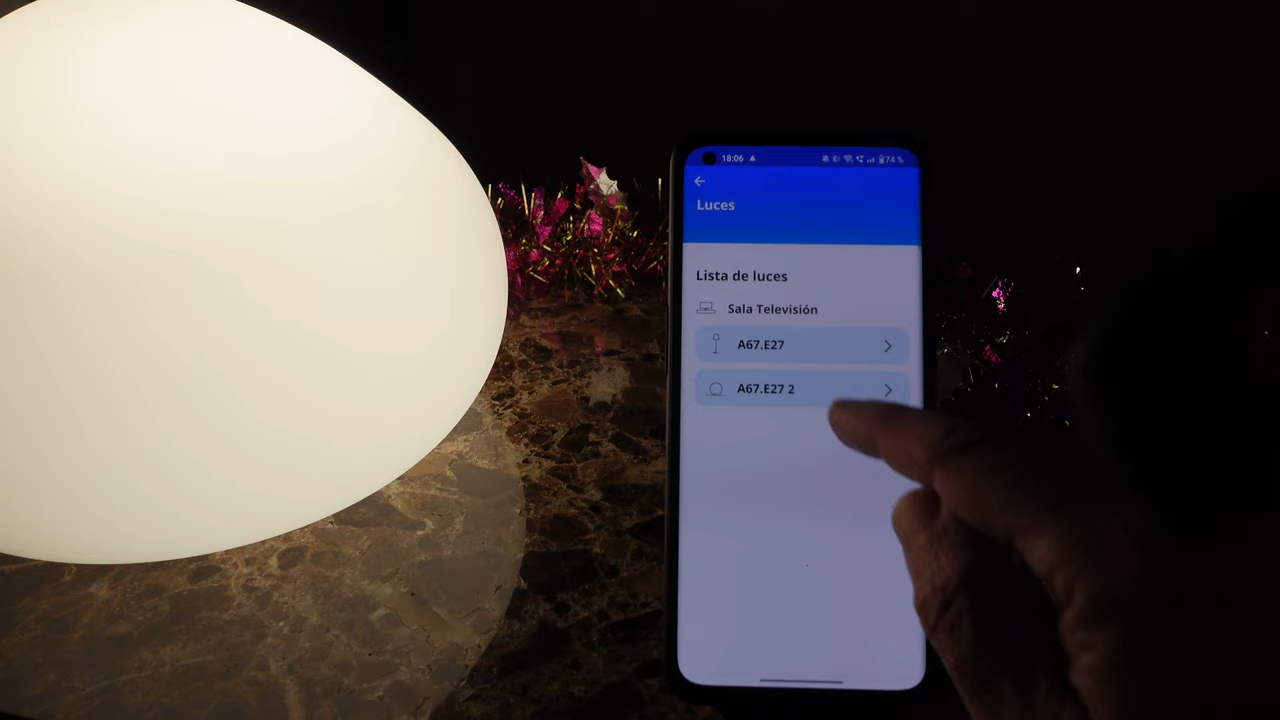 18:06
74 %
Luces
Lista de luces
Sala Televisión
A67.E27
A67.E27 2